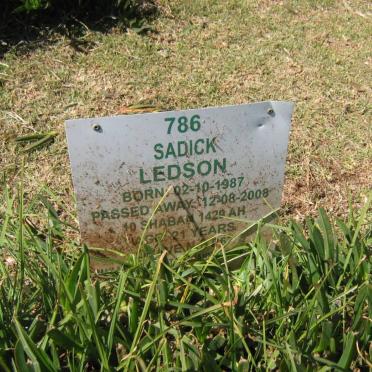 786
SADICK
LEDSON
BORN 02-10-1987
PASSED AWAY 12-08-2008
10 SHABAN 1429 AH
21 YEARS